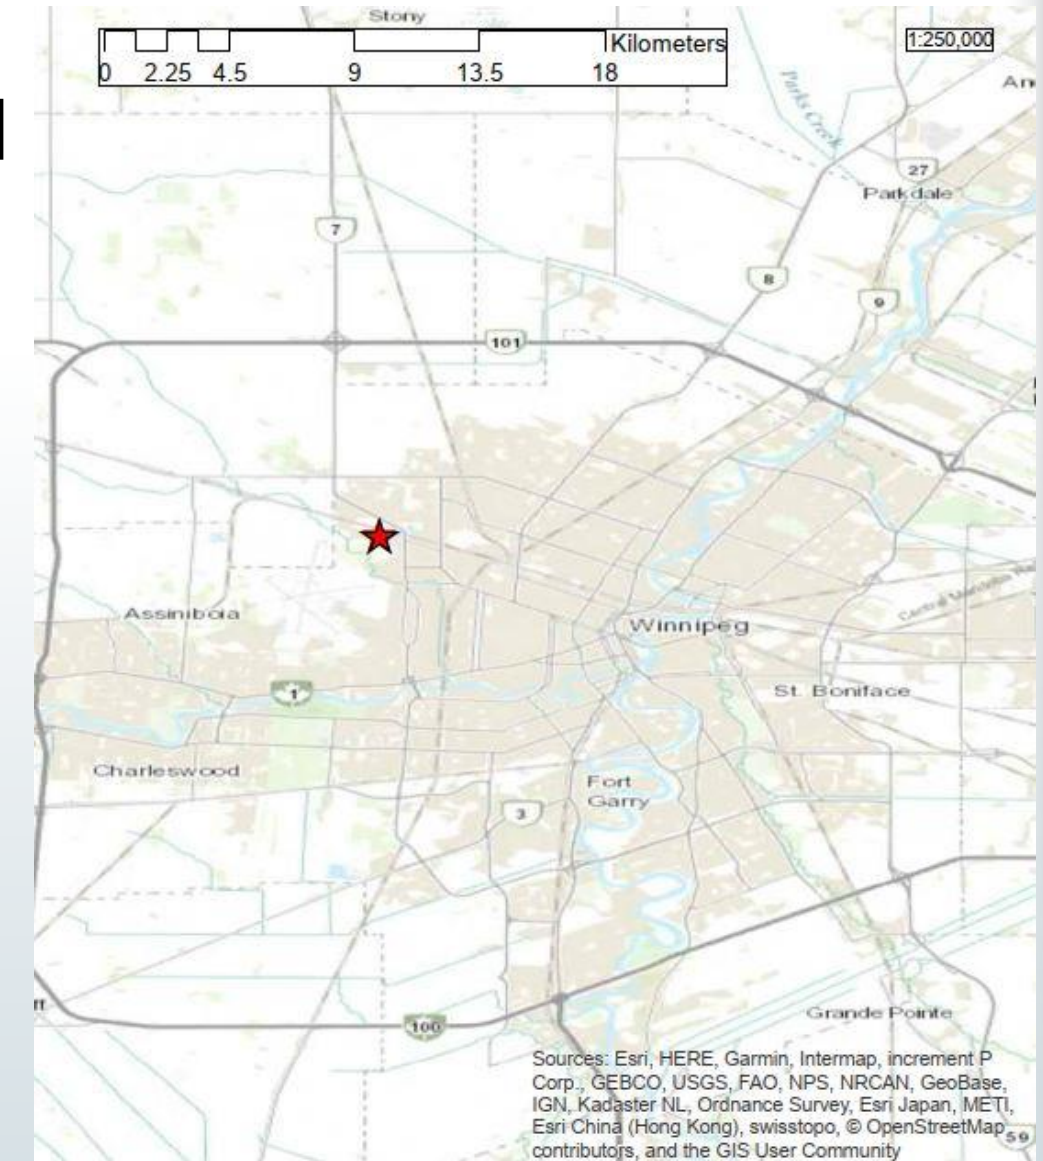 Stony
Kilometers
0 2.25 4.5 9 13.5 18
1:250,000
Parks Creek
27
Parkdale
7
8
9
101
Assiniboia
Winnipeg
1
St. Boniface
Charleswood
Fort
Garry
3
Grande Pointe
100
Sources: Esri, HERE, Garmin, Intermap, increment P
Corp., GEBCO, USGS, FAO, NPS, NRCAN, GeoBase,
IGN, Kadaster NL, Ordnance Survey, Esri Japan, METI,
Esri China (Hong Kong), swisstopo, © OpenStreetMap
contributors, and the GIS User Community
59